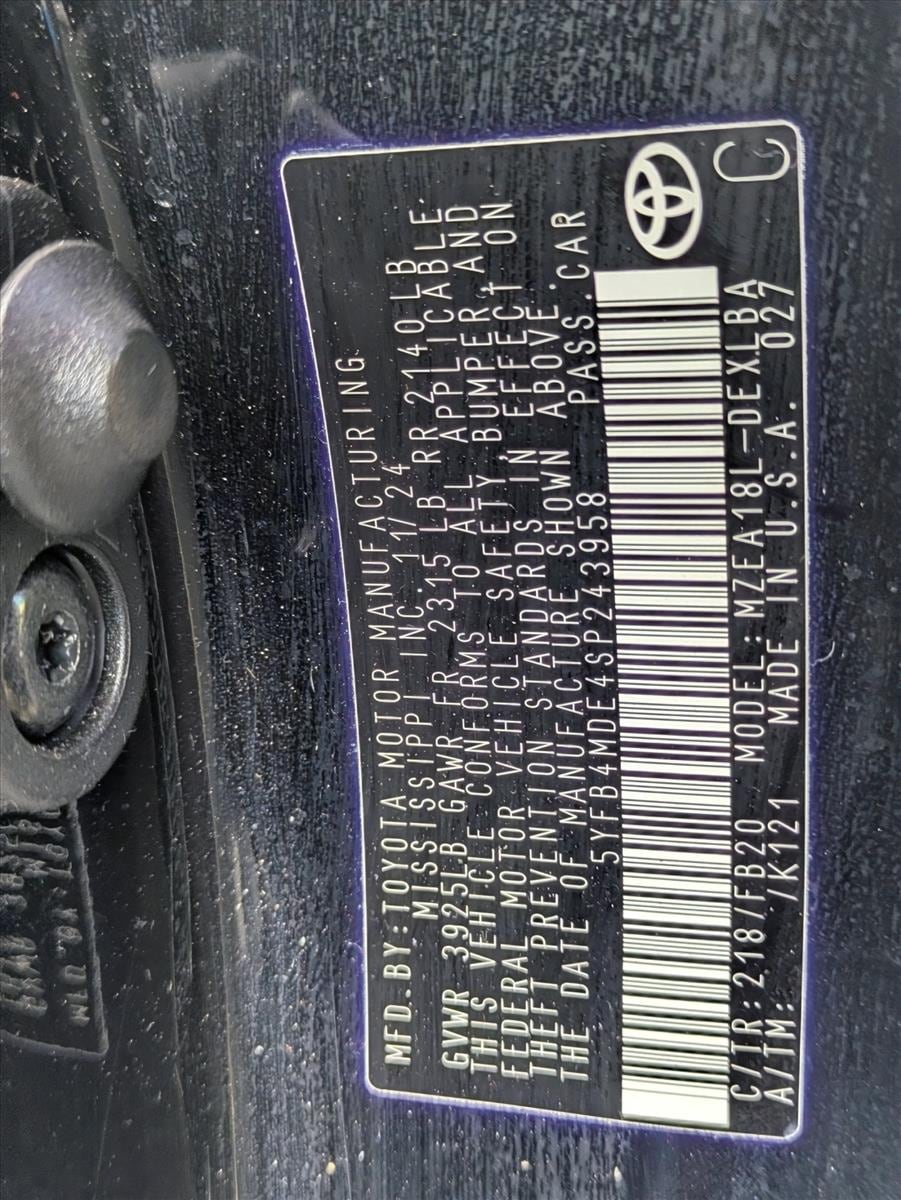 MFD.BY:TOYOTA MOTOR MANUFACTURING
MISSISSIPPI INC. 11/24
GVWR 3925LB GAWR FR 2315 LB RR 2140LB
THIS VEHICLE CONFORMS TO ALL APPLICABLE
FEDERAL MOTOR VEHICLE SAFETY, BUMPER, AND
THEFT PREVENTION STANDARDS IN EFFECT ON
THE DATE OF MANUFACTURE SHOWN ABOVE.
5YFB4MDE4SP243958 PASS.CAR
C/TR:218/FB20 MODEL:MZEA18L-DEXLBA
A/TM: /K121 MADE IN U.S.A. 027
C